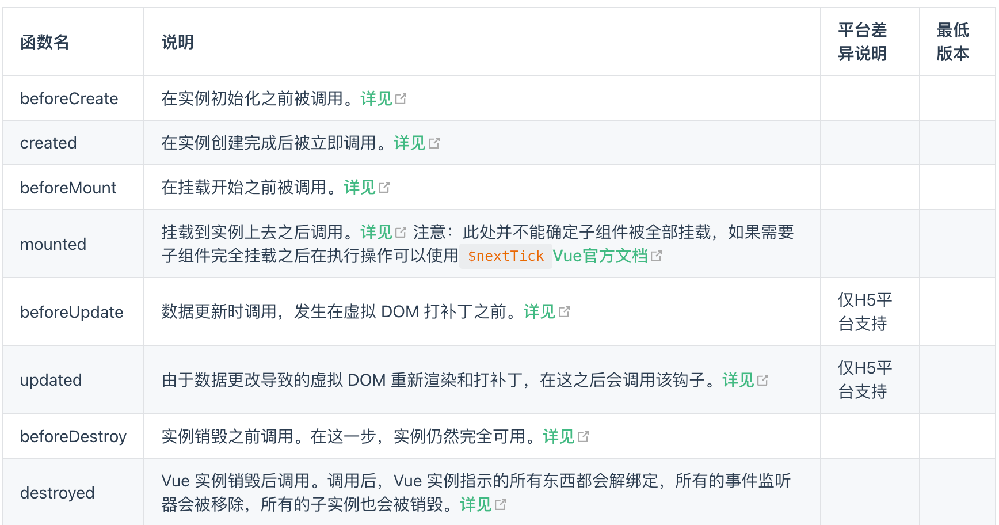 函数名 说明 平台差异说明 最低版本
beforeCreate 在实例初始化之前被调用。详见
created 在实例创建完成后被立即调用。详见
beforeMount 在挂载开始之前被调用。详见
mounted 挂载到实例上去之后调用。详见 注意：此处并不能确定子组件被全部挂载，如果需要
子组件完全挂载之后在执行操作可以使用 $nextTick Vue官方文档
beforeUpdate 数据更新时调用，发生在虚拟 DOM 打补丁之前。详见 仅H5平台支持
updated 由于数据更改导致的虚拟 DOM 重新渲染和打补丁，在这之后会调用该钩子。详见 仅H5平台支持
beforeDestroy 实例销毁之前调用。在这一步，实例仍然完全可用。详见
destroyed Vue 实例销毁后调用。调用后，Vue 实例指示的所有东西都会解绑定，所有的事件监听
器会被移除，所有的子实例也会被销毁。详见